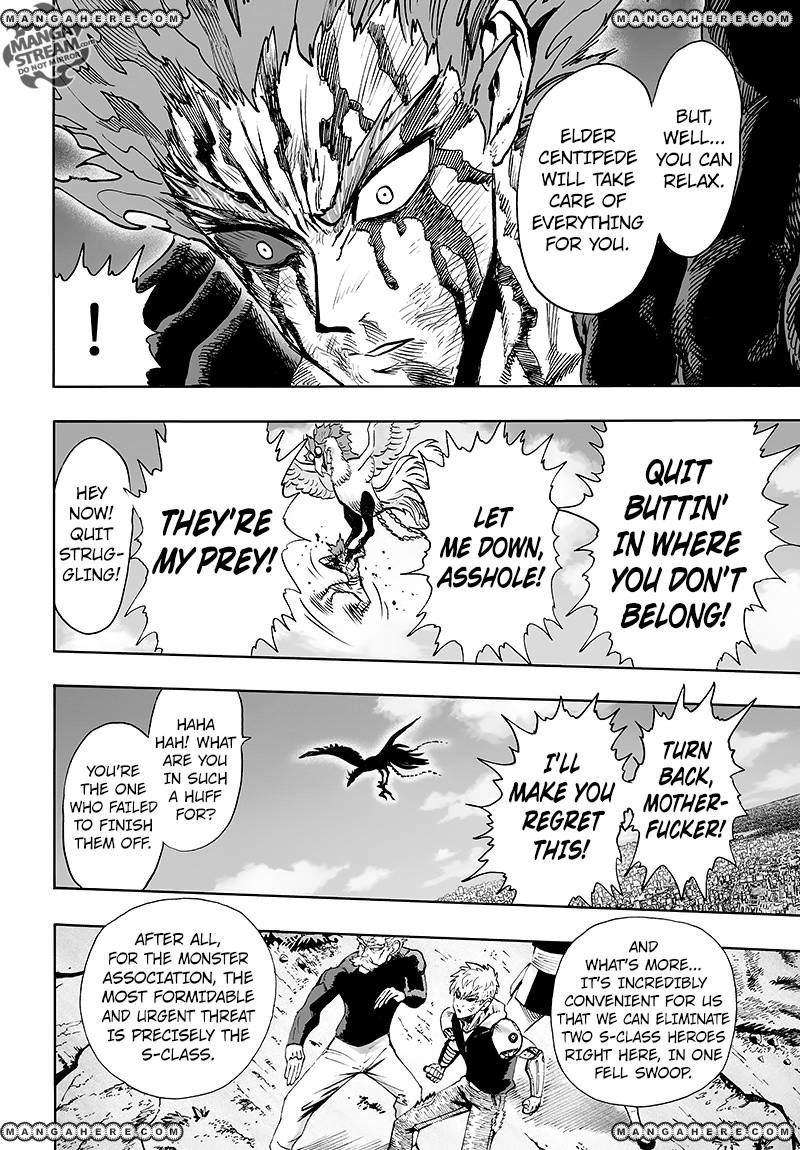 MANGAHERE.COM
MANGAHERE.COM
MANGA
STREAM.COM
DO NOT MIRROR
BUT,
WELL...
YOU CAN
RELAX.
ELDER
CENTIPEDE
WILL TAKE
CARE OF
EVERYTHING
FOR YOU.
!
QUIT
BUTTIN'
IN WHERE
YOU DON'T
BELONG!
LET
ME DOWN,
ASSHOLE!
THEY'RE
MY PREY!
HEY
NOW!
QUIT
STRUG-
GLING!
TURN
BACK,
MOTHER-
FUCKER!
I'LL
MAKE YOU
REGRET
THIS!
HAHA
HAH! WHAT
ARE YOU
IN SUCH
A HUFF
FOR?
YOU'RE
THE ONE
WHO FAILED
TO FINISH
THEM OFF.
AND
WHAT'S MORE...
IT'S INCREDIBLY
CONVENIENT FOR US
THAT WE CAN ELIMINATE
TWO S-CLASS HEROES
RIGHT HERE, IN ONE
FELL SWOOP.
AFTER ALL,
FOR THE MONSTER
ASSOCIATION, THE
MOST FORMIDABLE
AND URGENT THREAT
IS PRECISELY THE
S-CLASS.
MANGAHERE.COM
MANGAHERE.COM